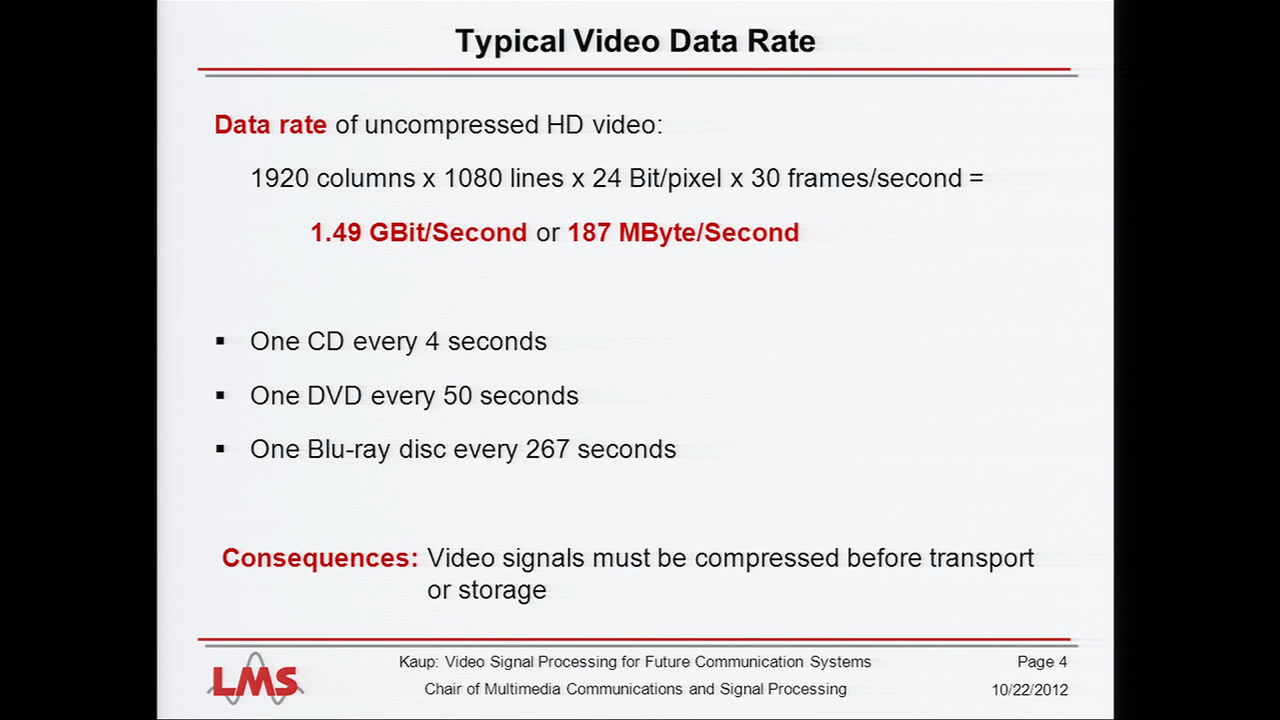 Typical Video Data Rate
Data rate of uncompressed HD video:
1920 columns x 1080 lines x 24 Bit/pixel x 30 frames/second =
1.49 GBit/Second or 187 MByte/Second
▪ One CD every 4 seconds
▪ One DVD every 50 seconds
▪ One Blu-ray disc every 267 seconds
Consequences: Video signals must be compressed before transport
or storage
LMS
Kaup: Video Signal Processing for Future Communication Systems
Page 4
Chair of Multimedia Communications and Signal Processing
10/22/2012